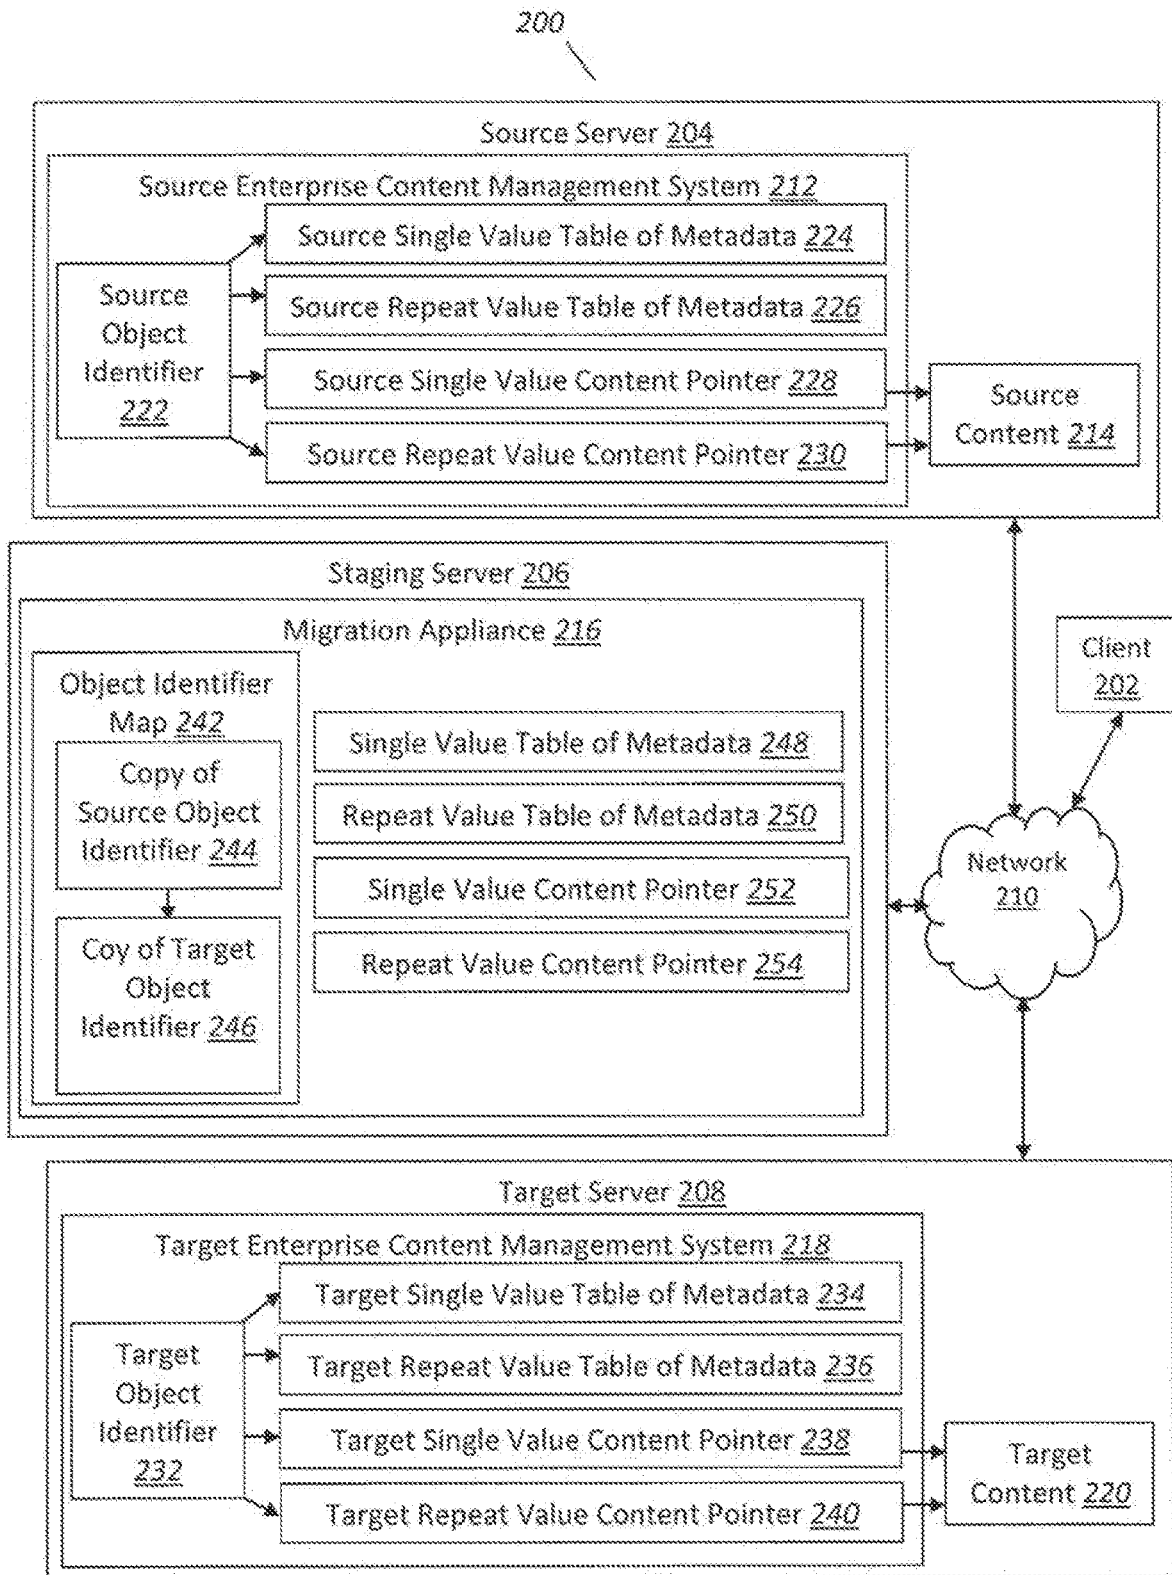 200
Source Server 204
Source Enterprise Content Management System 212
Source Single Value Table of Metadata 224
Source Repeat Value Table of Metadata 226
Source Single Value Content Pointer 228
Source Repeat Value Content Pointer 230
Source
Object
Identifier
222
Source
Content 214
Staging Server 206
Migration Appliance 216
Object Identifier
Map 242
Copy of
Source Object
Identifier 244
Coy of Target
Object
Identifier 246
Single Value Table of Metadata 248
Repeat Value Table of Metadata 250
Single Value Content Pointer 252
Repeat Value Content Pointer 254
Client
202
Network
210
Target Server 208
Target Enterprise Content Management System 218
Target Single Value Table of Metadata 234
Target Repeat Value Table of Metadata 236
Target Single Value Content Pointer 238
Target Repeat Value Content Pointer 240
Target
Object
Identifier
232
Target
Content 220